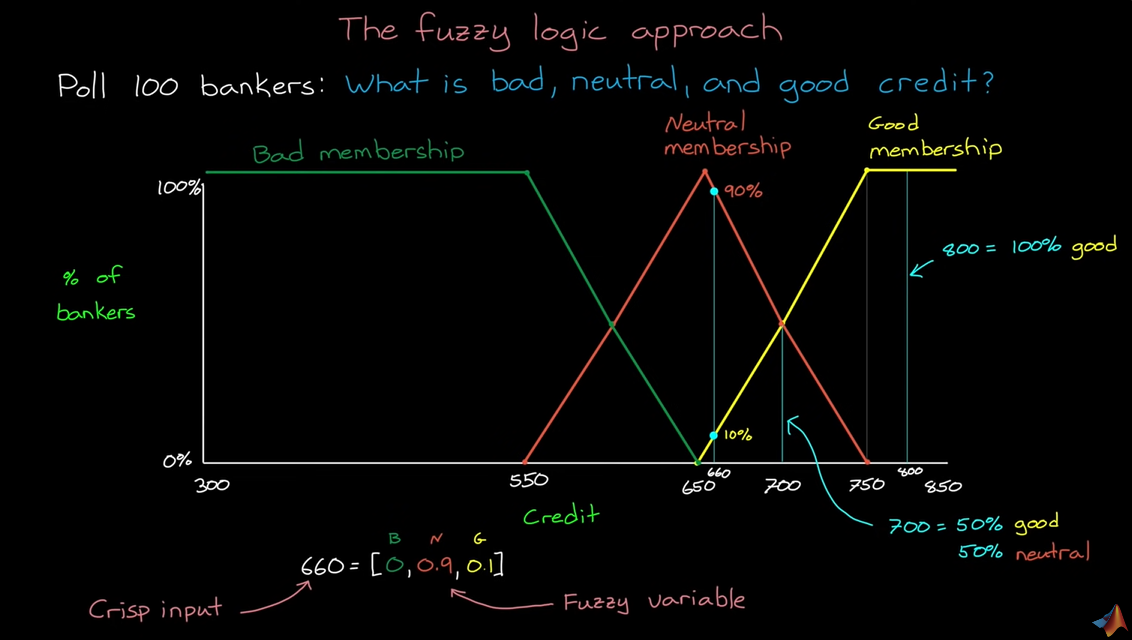 The fuzzy logic approach
Poll 100 bankers: What is bad, neutral, and good credit?
Neutral
membership
Good
membership
Bad membership
100%
90%
800 = 100% good
% of
bankers
10%
0%
300
550
650
660
700
750
800
850
Credit
700 = 50% good
50% neutral
B N G
660 = [0, 0.9, 0.1]
Crisp input
Fuzzy variable